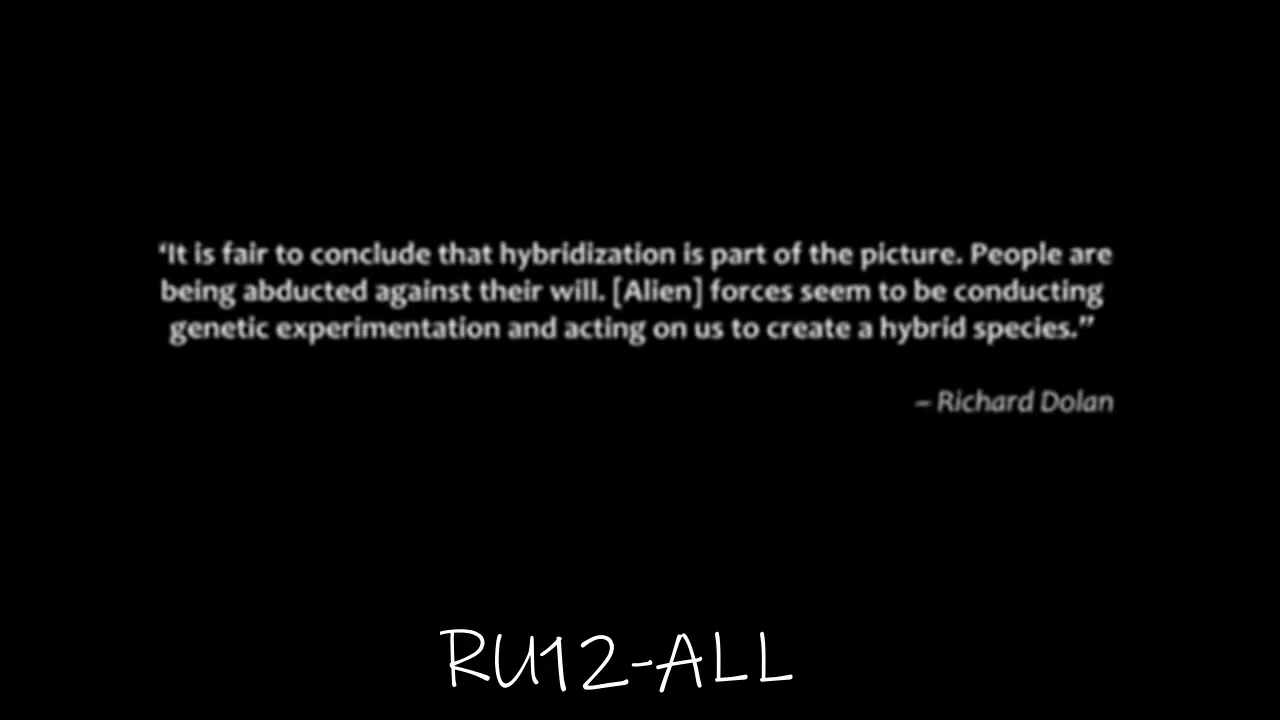 ‘It is fair to conclude that hybridization is part of the picture. People are
being abducted against their will. [Alien] forces seem to be conducting
genetic experimentation and acting on us to create a hybrid species.”
– Richard Dolan
RU12-ALL